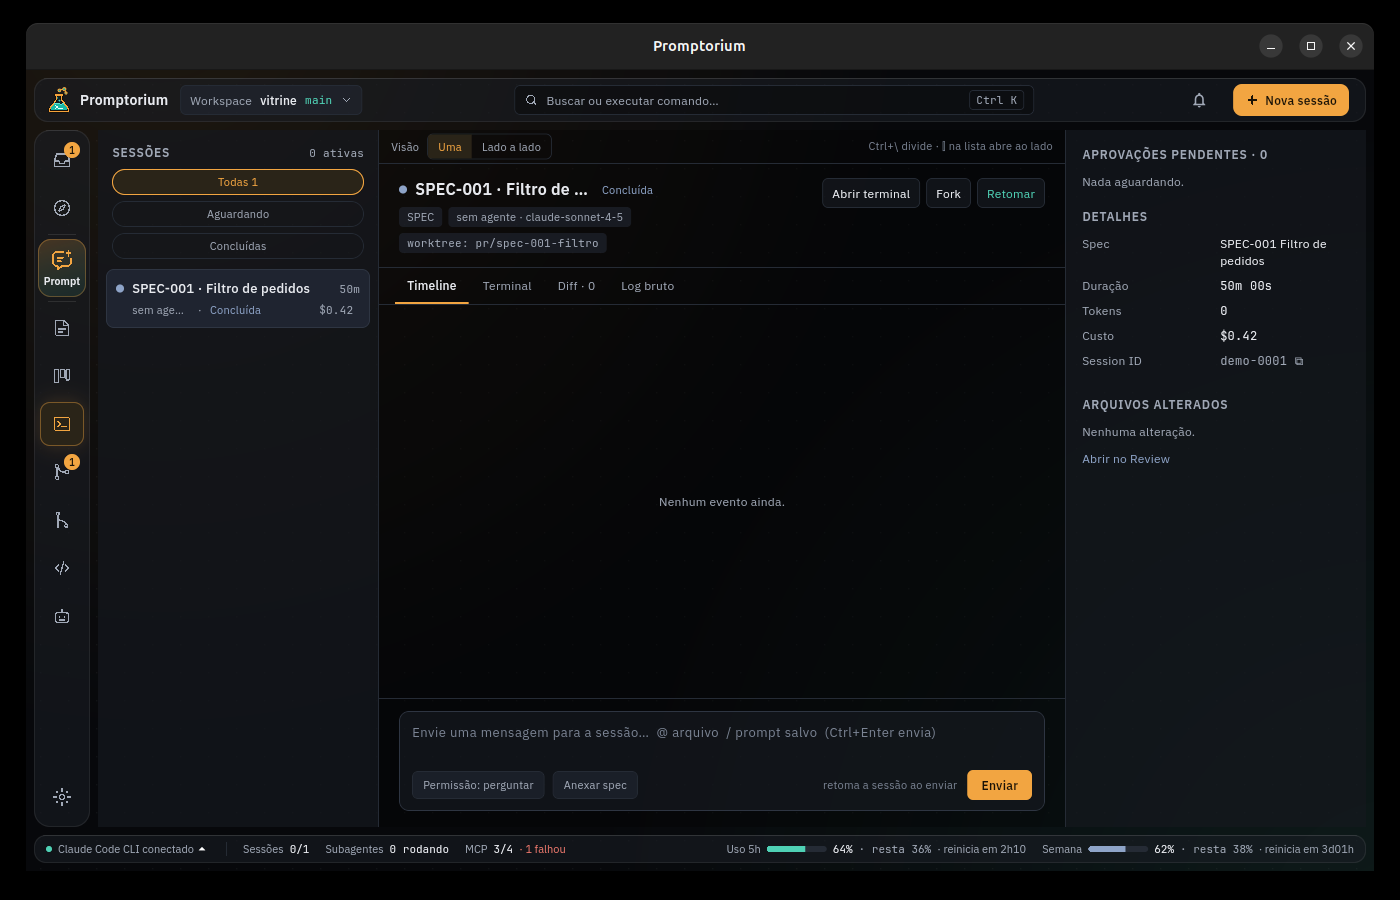 Promptorium
Promptorium
Workspace vitrine main
Buscar ou executar comando...
Ctrl K
+ Nova sessão
1
Prompt
1
SESSÕES
0 ativas
Todas 1
Aguardando
Concluídas
SPEC-001 · Filtro de pedidos
50m
sem age... · Concluída
$0.42
Visão
Uma
Lado a lado
Ctrl+\ divide · ⫿ na lista abre ao lado
SPEC-001 · Filtro de ...
Concluída
Abrir terminal
Fork
Retomar
SPEC
sem agente · claude-sonnet-4-5
worktree: pr/spec-001-filtro
Timeline
Terminal
Diff · 0
Log bruto
Nenhum evento ainda.
Envie uma mensagem para a sessão... @ arquivo / prompt salvo (Ctrl+Enter envia)
Permissão: perguntar
Anexar spec
retoma a sessão ao enviar
Enviar
APROVAÇÕES PENDENTES · 0
Nada aguardando.
DETALHES
Spec
SPEC-001 Filtro de
pedidos
Duração
50m 00s
Tokens
0
Custo
$0.42
Session ID
demo-0001
ARQUIVOS ALTERADOS
Nenhuma alteração.
Abrir no Review
Claude Code CLI conectado
Sessões 0/1
Subagentes 0 rodando
MCP 3/4 · 1 falhou
Uso 5h 64% · resta 36% · reinicia em 2h10
Semana 62% · resta 38% · reinicia em 3d01h